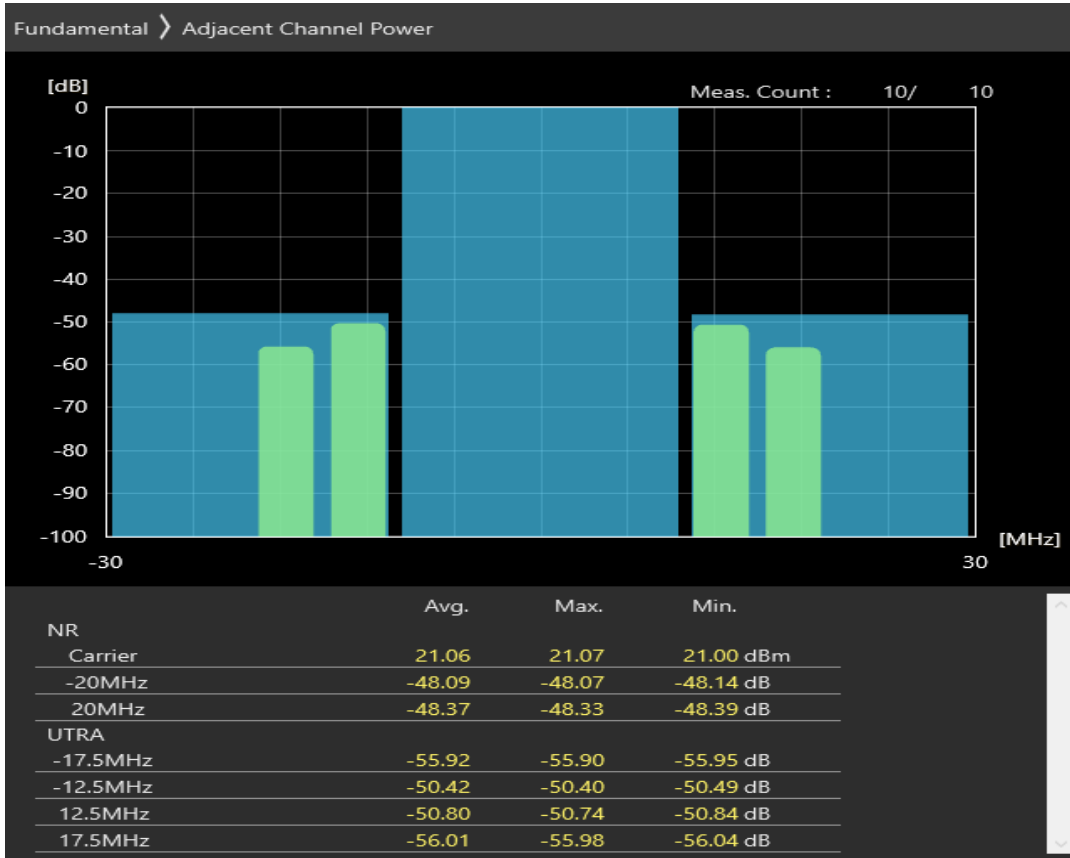 Fundamental ❭ Adjacent Channel Power
[dB]
Meas. Count : 10/ 10
0
-10
-20
-30
-40
-50
-60
-70
-80
-90
-100
[MHz]
-30 30
Avg. Max. Min.
NR
Carrier 21.06 21.07 21.00 dBm
-20MHz -48.09 -48.07 -48.14 dB
20MHz -48.37 -48.33 -48.39 dB
UTRA
-17.5MHz -55.92 -55.90 -55.95 dB
-12.5MHz -50.42 -50.40 -50.49 dB
12.5MHz -50.80 -50.74 -50.84 dB
17.5MHz -56.01 -55.98 -56.04 dB